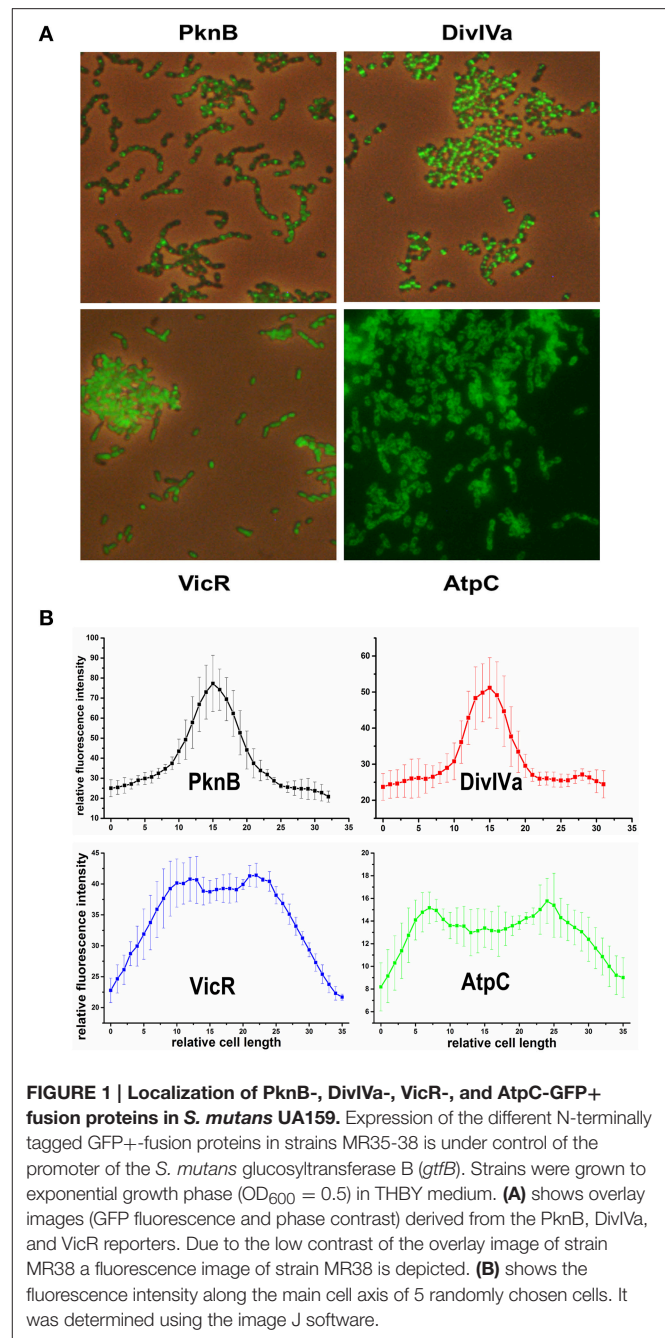 A
PknB
DivIVa
VicR
AtpC
B
relative fluorescence intensity
100
90
80
70
60
50
40
30
20
10
0
5
10
15
20
25
30
35
PknB
60
50
40
30
20
0
5
10
15
20
25
30
35
DivIVa
relative fluorescence intensity
45
40
35
30
25
20
0
5
10
15
20
25
30
35
VicR
relative cell length
18
16
14
12
10
8
6
0
5
10
15
20
25
30
35
AtpC
relative cell length
FIGURE 1 | Localization of PknB-, DivIVa-, VicR-, and AtpC-GFP+
fusion proteins in S. mutans UA159. Expression of the different N-terminally
tagged GFP+-fusion proteins in strains MR35-38 is under control of the
promoter of the S. mutans glucosyltransferase B (gtfB). Strains were grown to
exponential growth phase (OD600 = 0.5) in THBY medium. (A) shows overlay
images (GFP fluorescence and phase contrast) derived from the PknB, DivIVa,
and VicR reporters. Due to the low contrast of the overlay image of strain
MR38 a fluorescence image of strain MR38 is depicted. (B) shows the
fluorescence intensity along the main cell axis of 5 randomly chosen cells. It
was determined using the image J software.